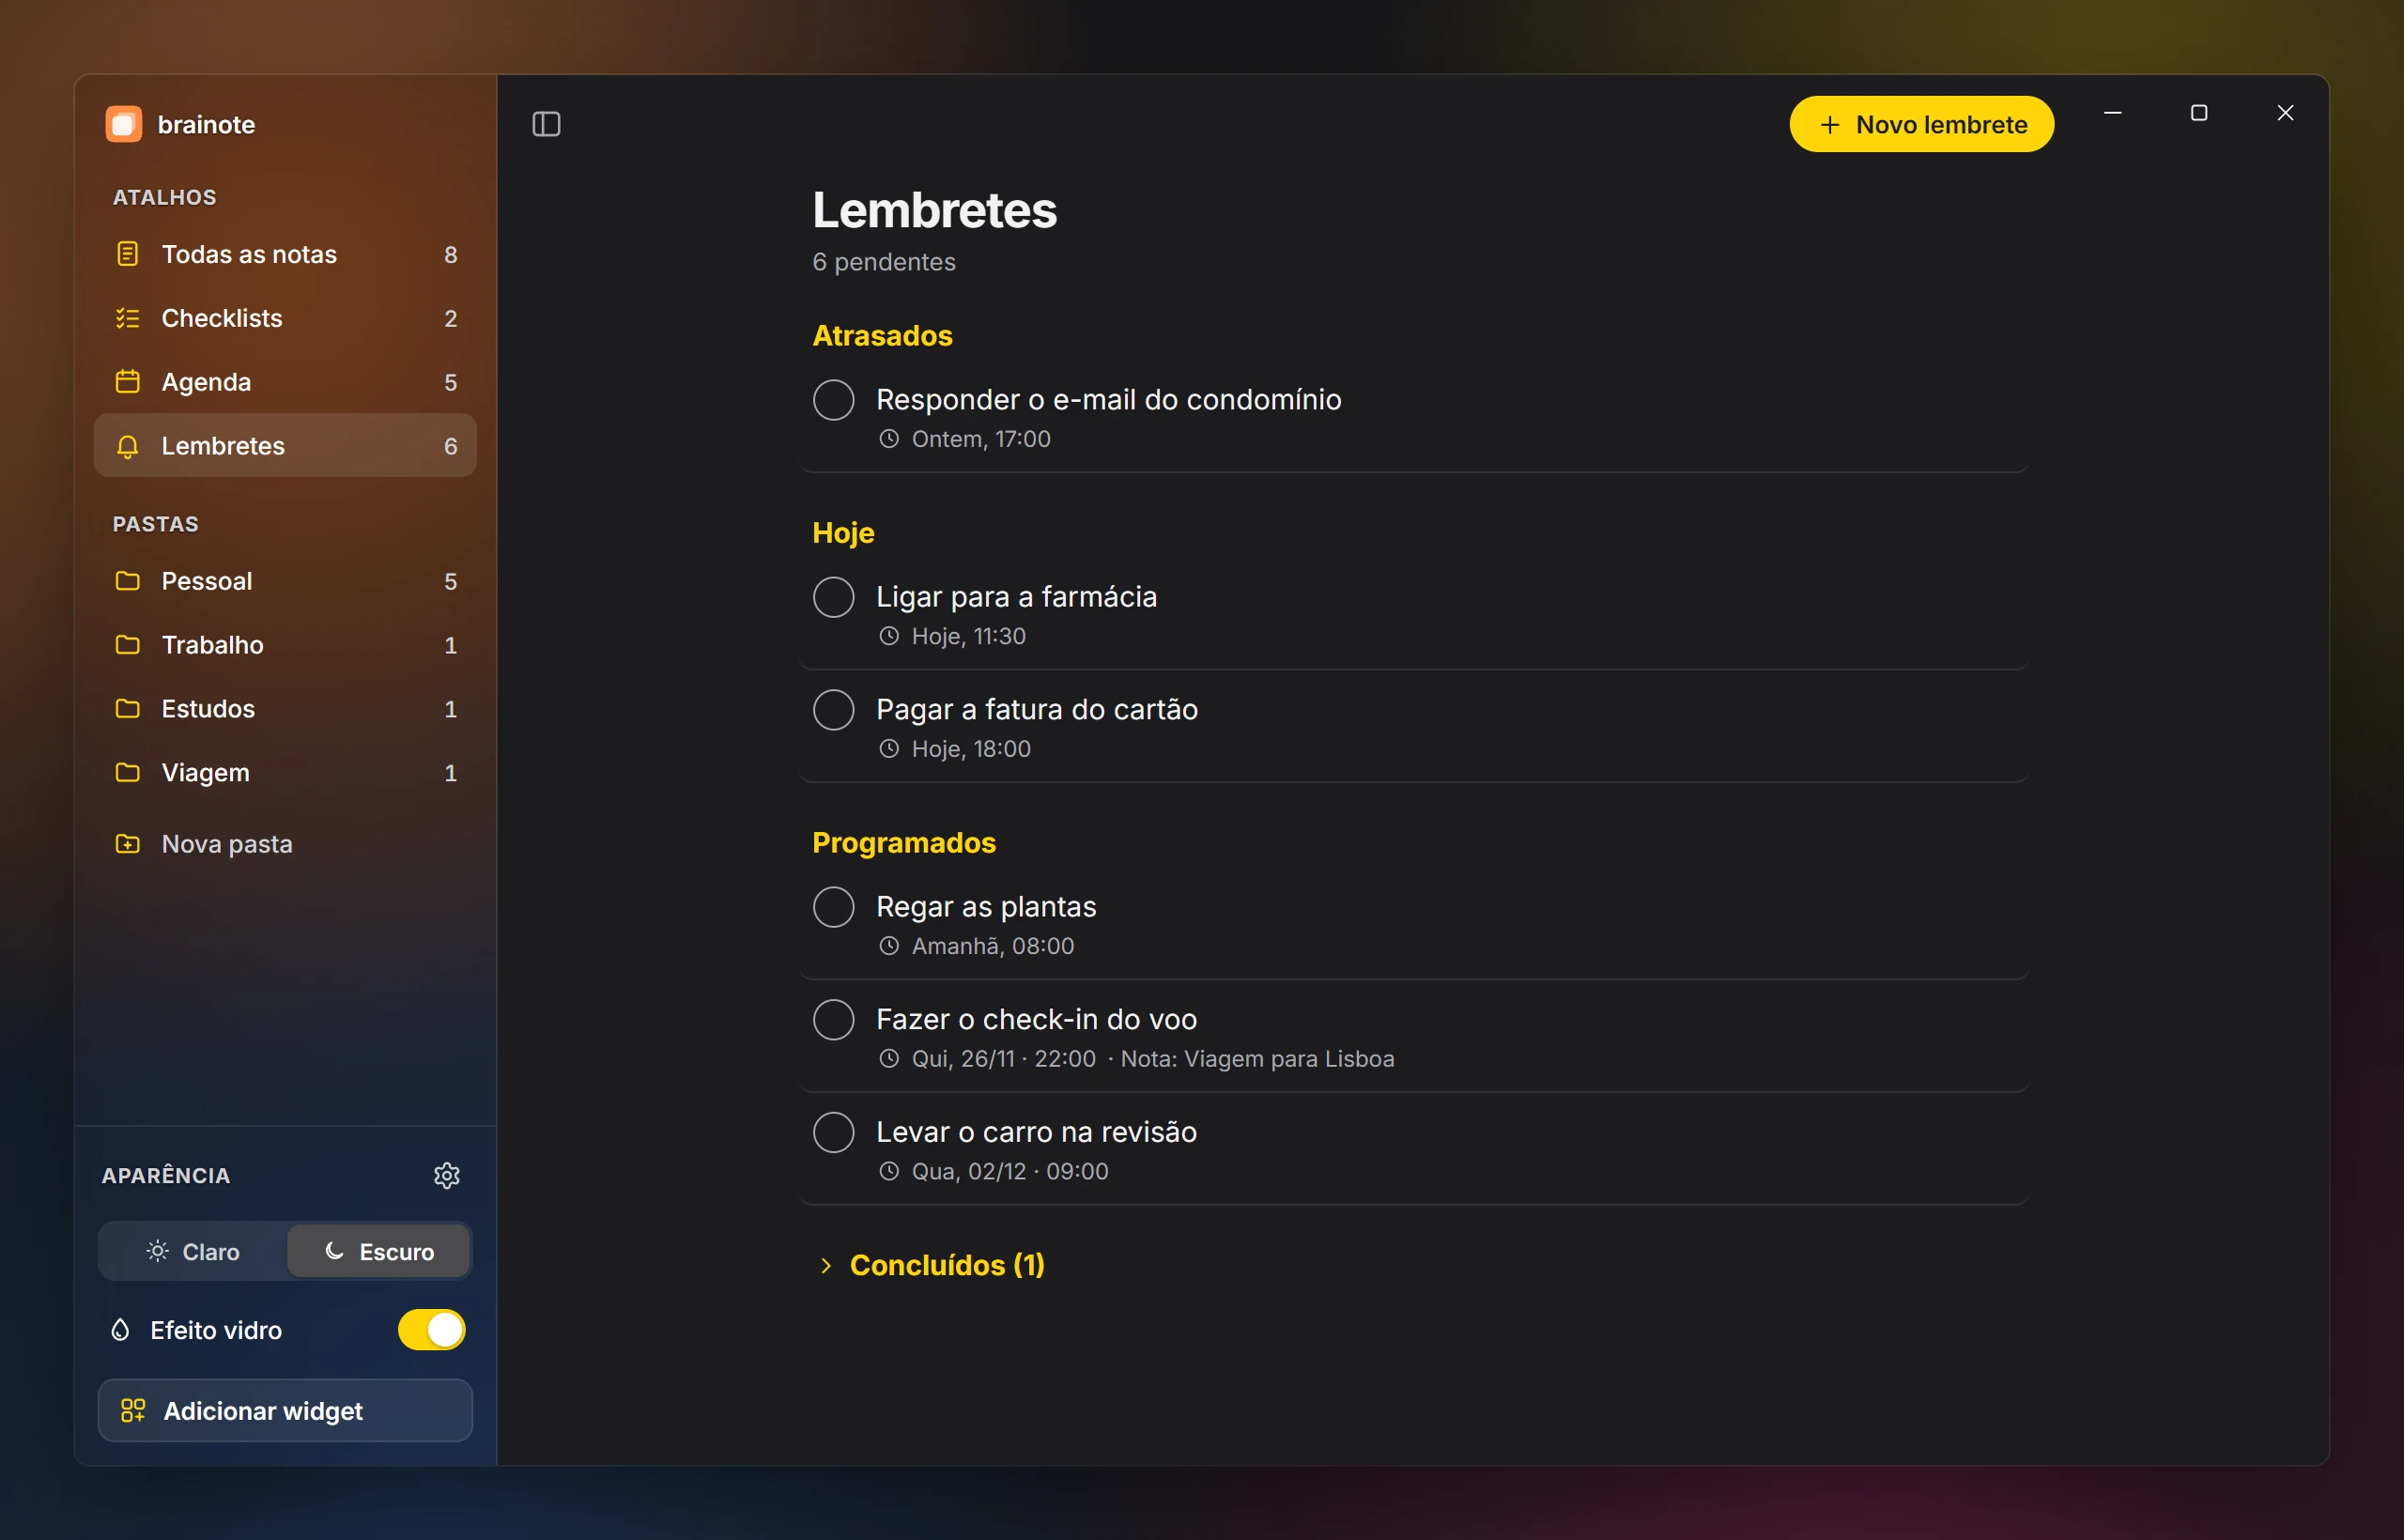 brainote
ATALHOS
Todas as notas 8
Checklists 2
Agenda 5
Lembretes 6
PASTAS
Pessoal 5
Trabalho 1
Estudos 1
Viagem 1
Nova pasta
APARÊNCIA
Claro Escuro
Efeito vidro
Adicionar widget
Novo lembrete
Lembretes
6 pendentes
Atrasados
Responder o e-mail do condomínio
Ontem, 17:00
Hoje
Ligar para a farmácia
Hoje, 11:30
Pagar a fatura do cartão
Hoje, 18:00
Programados
Regar as plantas
Amanhã, 08:00
Fazer o check-in do voo
Qui, 26/11 · 22:00 · Nota: Viagem para Lisboa
Levar o carro na revisão
Qua, 02/12 · 09:00
Concluídos (1)